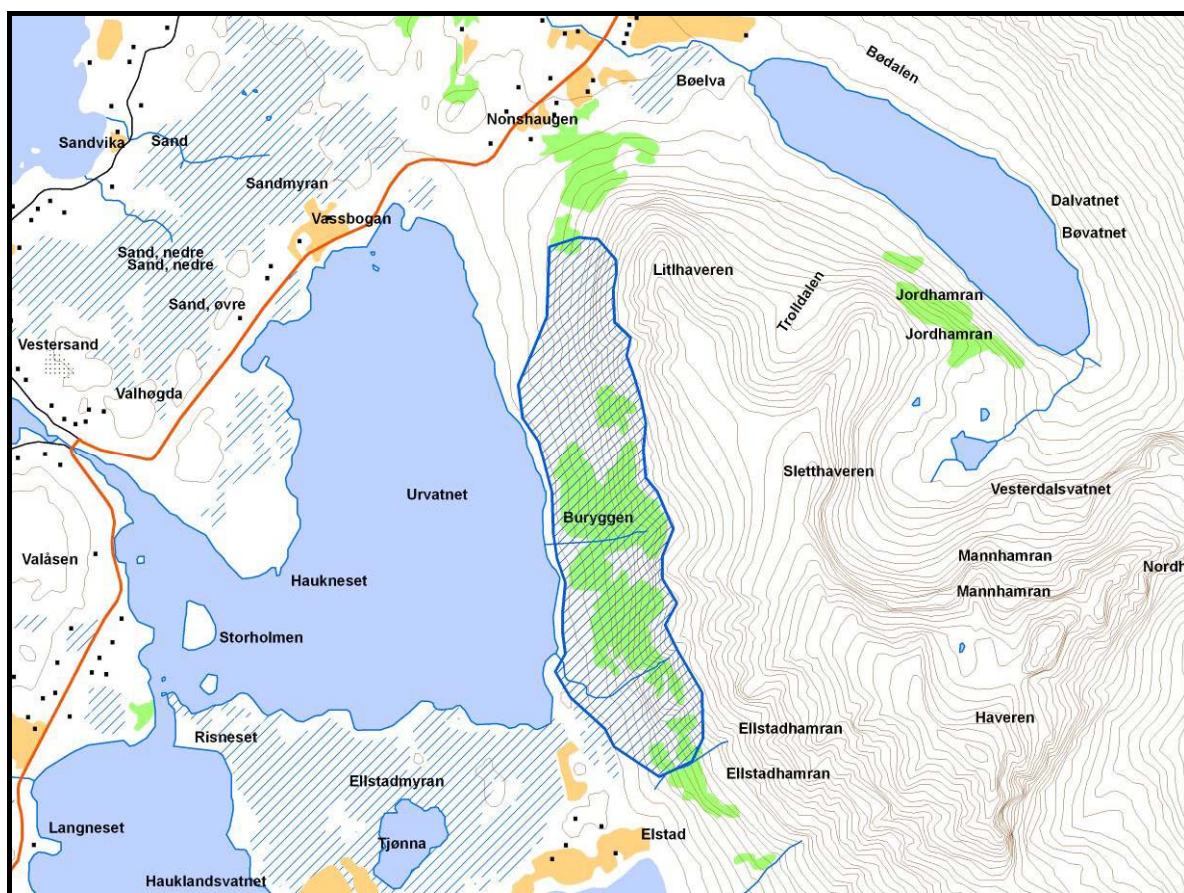 Bødalen
Bøelva
Nonshaugen
Sandvika
Sand
Sandmyran
Vassbogan
Dalvatnet
Bøvatnet
Sand, nedre
Sand, nedre
Litlhaveren
Trolldalen
Jordhamran
Sand, øvre
Jordhamran
Vestersand
Valhøgda
Sletthaveren
Urvatnet
Vesterdalsvatnet
Buryggen
Mannhamran
Valåsen
Nordh
Haukneset
Mannhamran
Storholmen
Haveren
Ellstadhamran
Risneset
Ellstadhamran
Ellstadmyran
Langneset
Elstad
Tjønna
Hauklandsvatnet